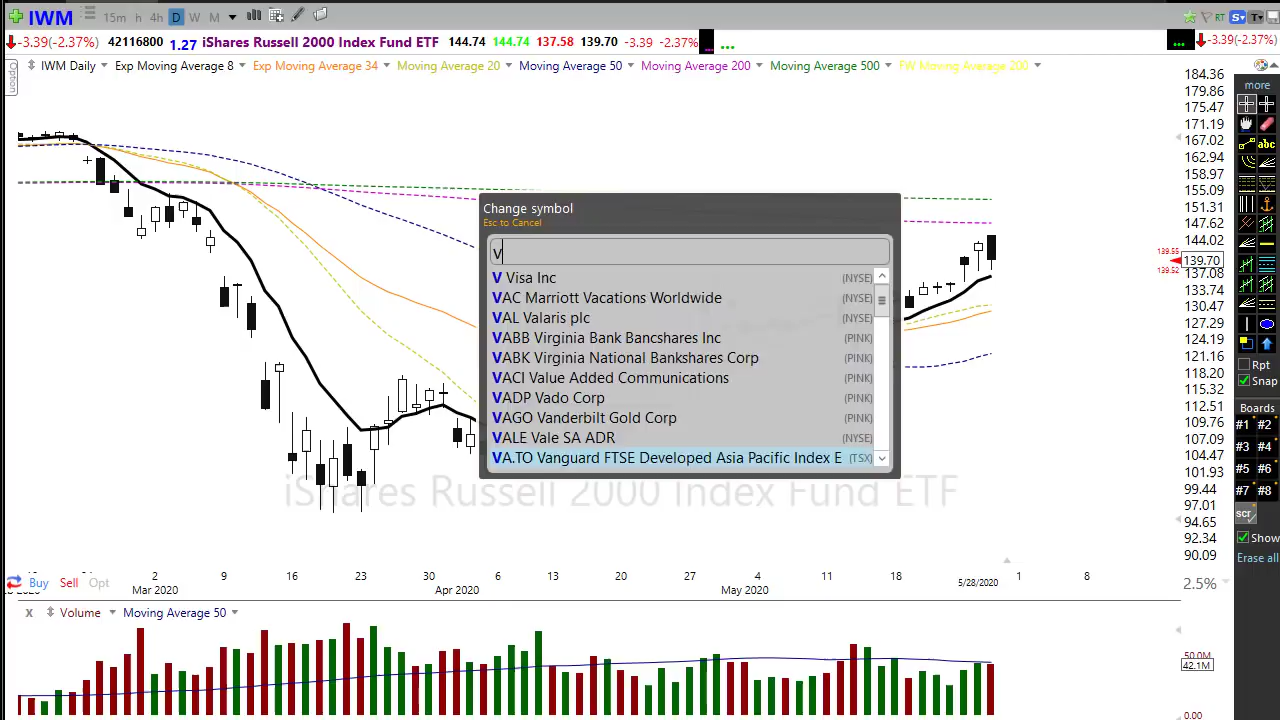 IWM 15m h 4h D W M S T RT
-3.39(-2.37%) 42116800 1.27 iShares Russell 2000 Index Fund ETF 144.74 144.74 137.58 139.70 -3.39 -2.37% ... ... -3.39(-2.37%)
Option
IWM Daily Exp Moving Average 8 Exp Moving Average 34 Moving Average 20 Moving Average 50 Moving Average 200 Moving Average 500 FW Moving Average 200
184.36
179.86
175.47
171.19
167.02
162.94
158.97
155.09
151.31
147.62
144.02
139.55
139.70
139.52
137.08
133.74
130.47
127.29
124.19
121.16
118.20
115.32
112.51
109.76
107.09
104.47
101.93
99.44
97.01
94.65
92.34
90.09
more
abc
Rpt
Snap
Boards
#1 #2
#3 #4
#5 #6
#7 #8
scr
Show
Erase all
Change symbol
Esc to Cancel
V
V Visa Inc (NYSE)
VAC Marriott Vacations Worldwide (NYSE)
VAL Valaris plc (NYSE)
VABB Virginia Bank Bancshares Inc (PINK)
VABK Virginia National Bankshares Corp (PINK)
VACI Value Added Communications (PINK)
VADP Vado Corp (PINK)
VAGO Vanderbilt Gold Corp (PINK)
VALE Vale SA ADR (NYSE)
VA.TO Vanguard FTSE Developed Asia Pacific Index E (TSX)
iShares Russell 2000 Index Fund ETF
2 9 16 23 30 6 13 20 27 4 11 18 5/28/2020 1 8
Mar 2020 Apr 2020 May 2020
Buy Sell Opt
2.5%
x Volume Moving Average 50
50.0M
42.1M
0.00